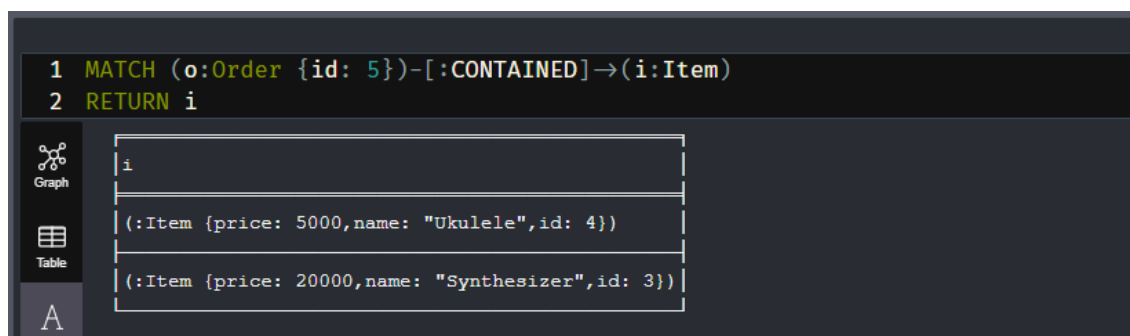 1 MATCH (o:Order {id: 5})-[:CONTAINED]→(i:Item)
2 RETURN i
Graph
i
(:Item {price: 5000,name: "Ukulele",id: 4})
Table
(:Item {price: 20000,name: "Synthesizer",id: 3})
A